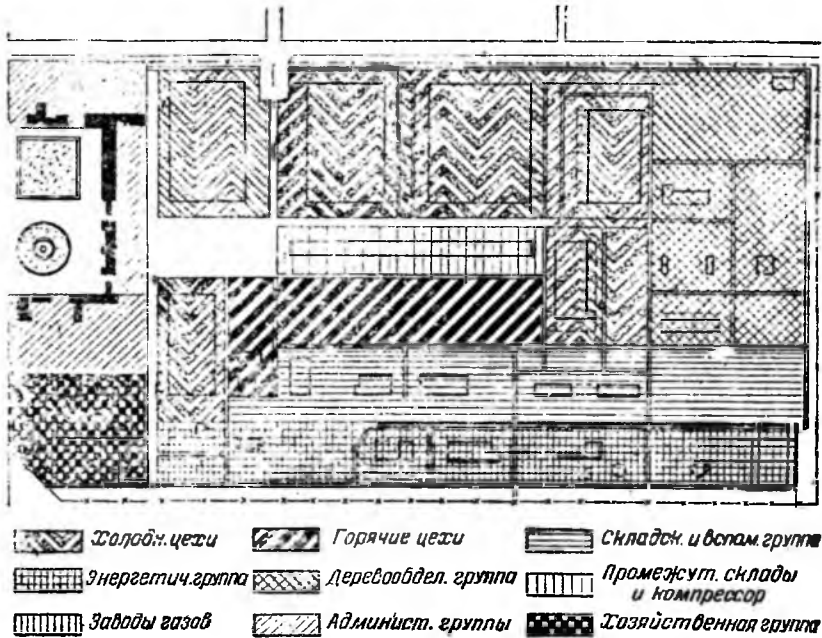 Холодн. цехи
Горячие цехи
Складск. и вспом. группа
Энергетич. группа
Деревообдел. группа
Промежут. склады
и компрессор
Заводы газов
Админист. группы
Хозяйственная группа